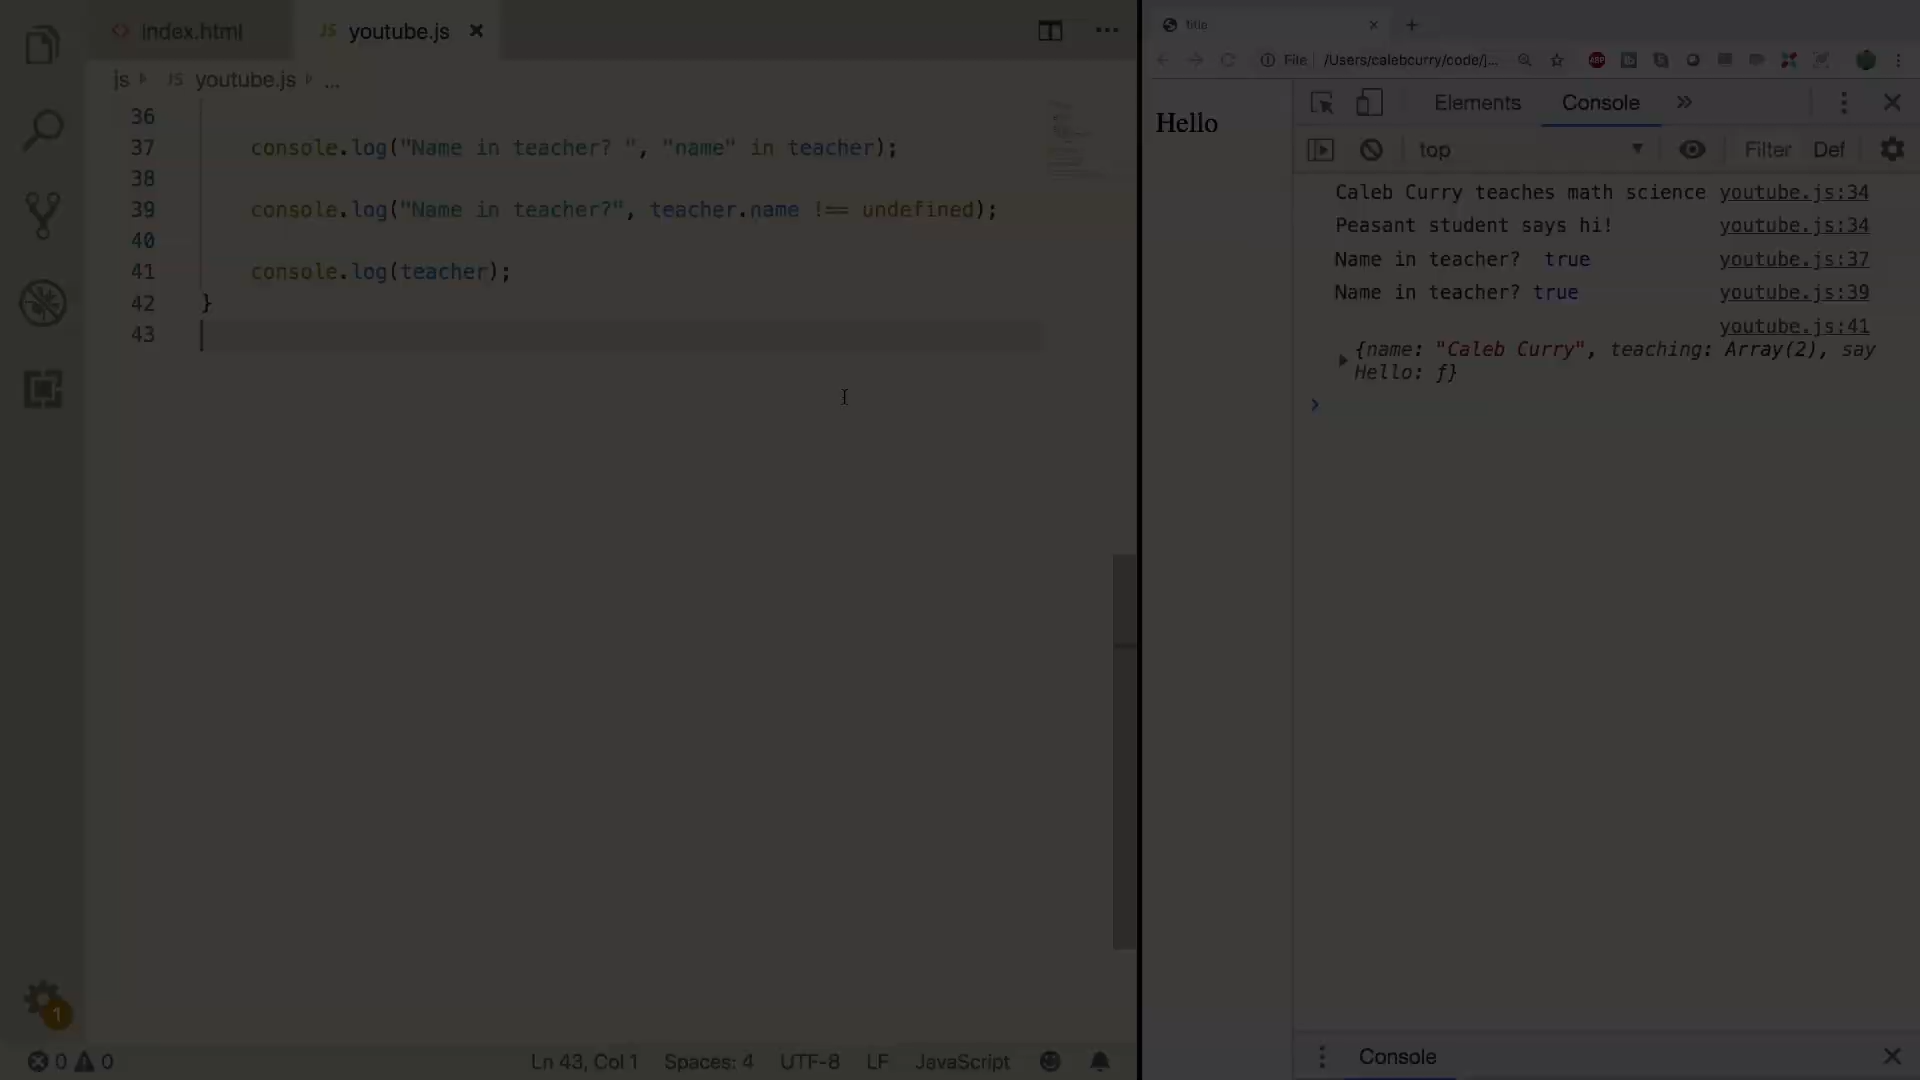 index.html
JS youtube.js
js JS youtube.js ...
36
37 console.log("Name in teacher? ", "name" in teacher);
38
39 console.log("Name in teacher?", teacher.name !== undefined);
40
41 console.log(teacher);
42 }
43
1
0 0
Ln 43, Col 1 Spaces: 4 UTF-8 LF JavaScript
title
File /Users/calebcurry/code/j...
ABP
Hello
Elements Console
top Filter Def
Caleb Curry teaches math science youtube.js:34
Peasant student says hi! youtube.js:34
Name in teacher?  true youtube.js:37
Name in teacher? true youtube.js:39
youtube.js:41
{name: "Caleb Curry", teaching: Array(2), say
Hello: ƒ}
Console